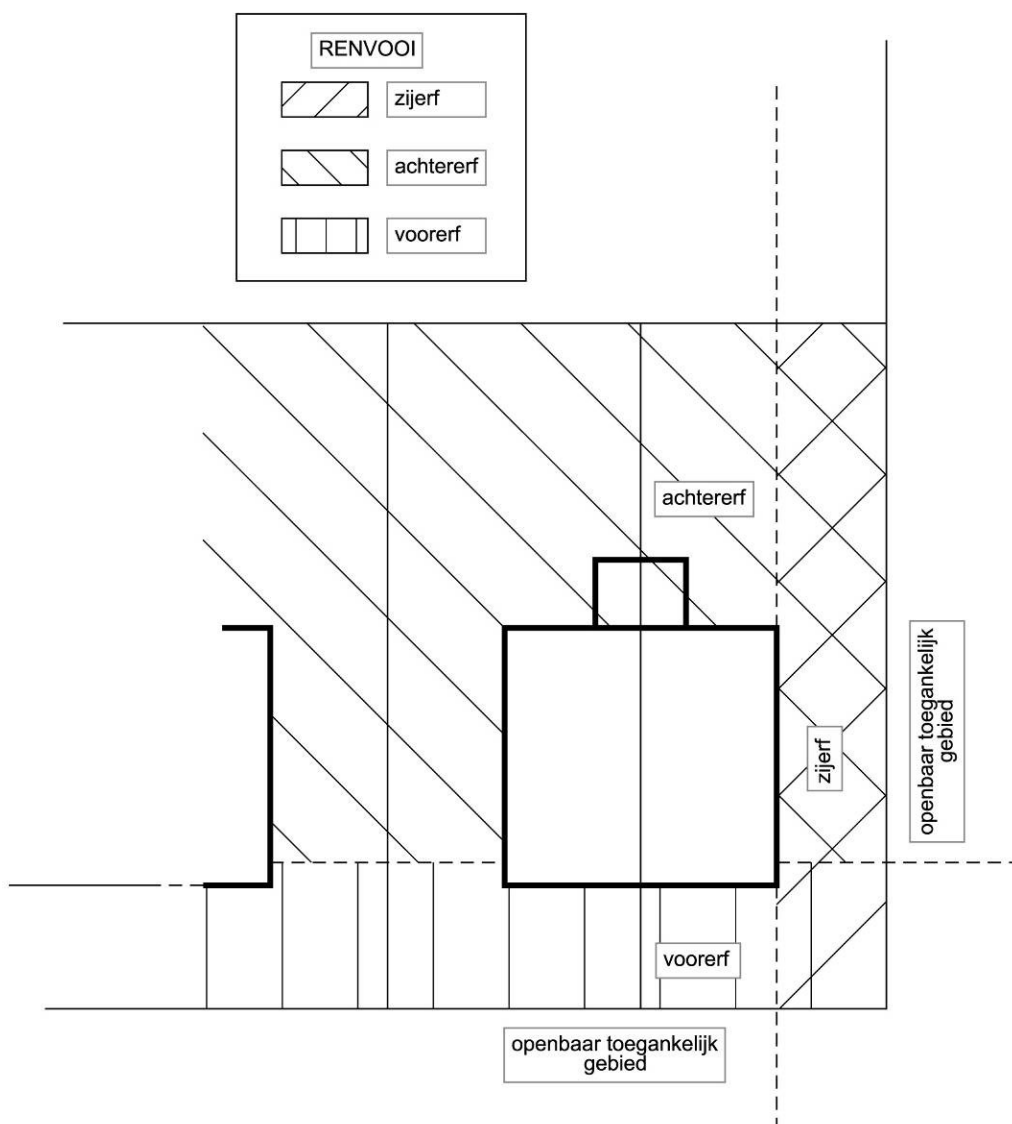 RENVOOI
zijerf
achtererf
voorerf
achtererf
zijerf
openbaar toegankelijk
gebied
voorerf
openbaar toegankelijk
gebied